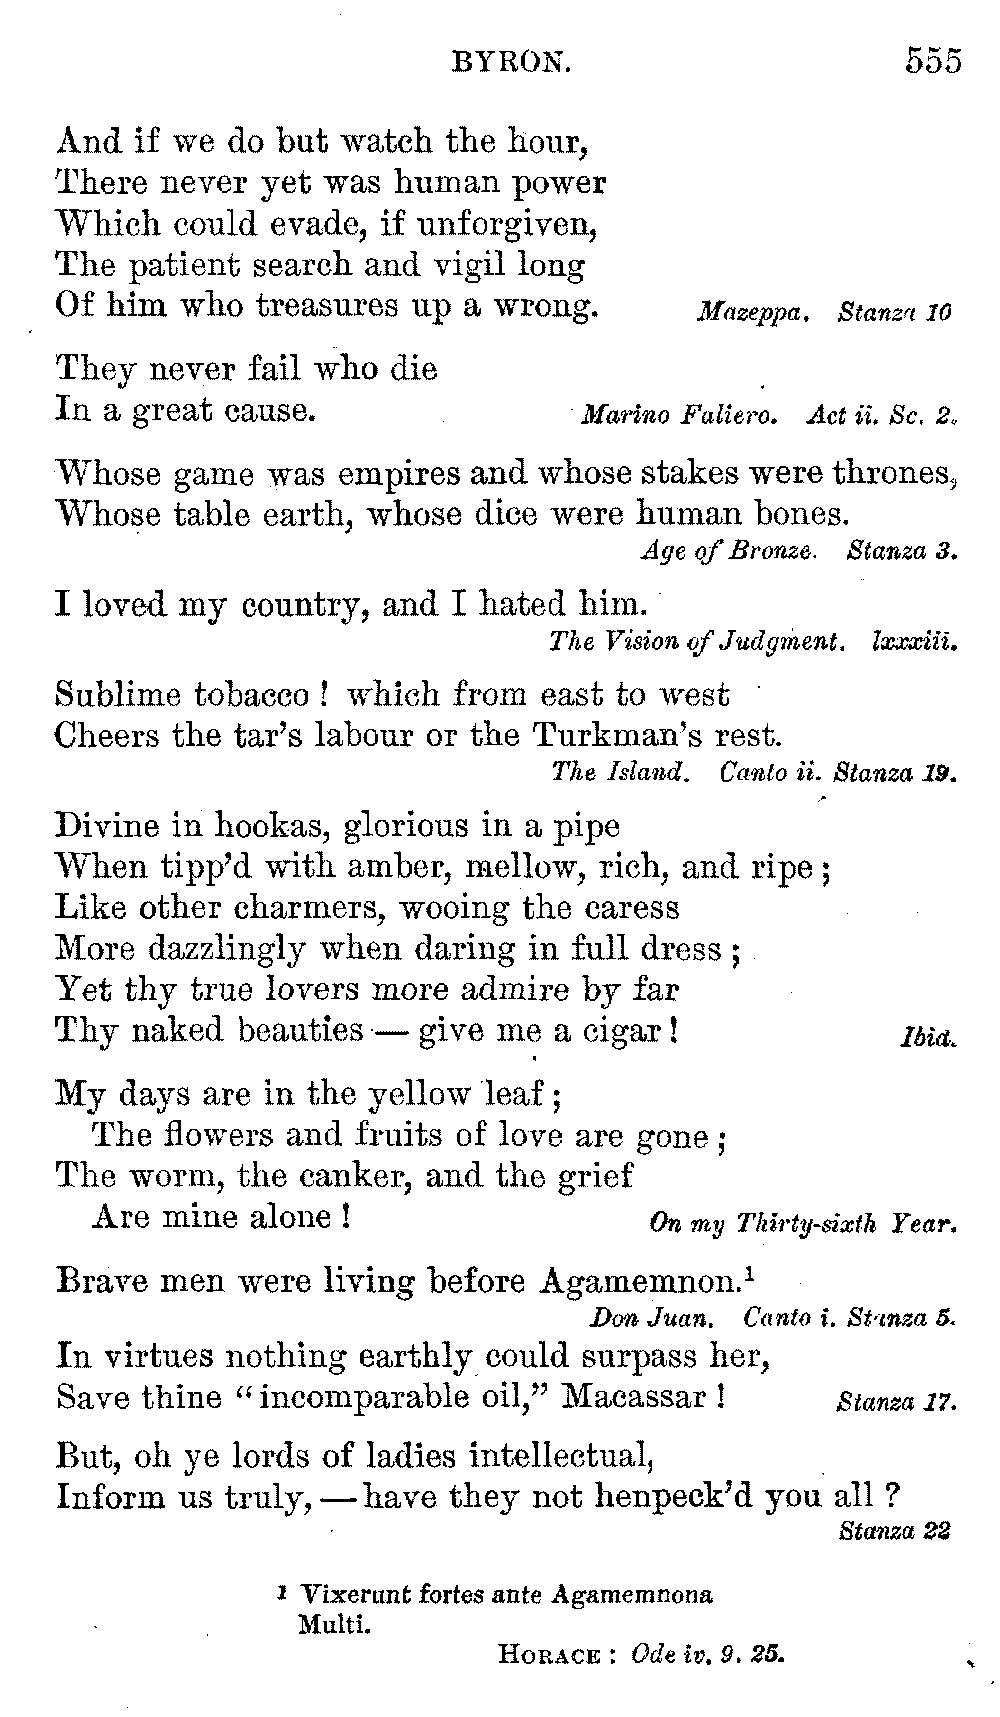 BYRON. 555
And if we do but watch the hour,
There never yet was human power
Which could evade, if unforgiven,
The patient search and vigil long
Of him who treasures up a wrong. Mazeppa. Stanza 10
They never fail who die
In a great cause. Marino Faliero. Act ii. Sc. 2.
Whose game was empires and whose stakes were thrones,
Whose table earth, whose dice were human bones.
Age of Bronze. Stanza 3.
I loved my country, and I hated him.
The Vision of Judgment. lxxxiii.
Sublime tobacco ! which from east to west
Cheers the tar's labour or the Turkman's rest.
The Island. Canto ii. Stanza 19.
Divine in hookas, glorious in a pipe
When tipp'd with amber, mellow, rich, and ripe ;
Like other charmers, wooing the caress
More dazzlingly when daring in full dress ;
Yet thy true lovers more admire by far
Thy naked beauties — give me a cigar ! Ibid.
My days are in the yellow leaf ;
The flowers and fruits of love are gone ;
The worm, the canker, and the grief
Are mine alone ! On my Thirty-sixth Year.
Brave men were living before Agamemnon.¹
Don Juan. Canto i. Stanza 5.
In virtues nothing earthly could surpass her,
Save thine "incomparable oil," Macassar ! Stanza 17.
But, oh ye lords of ladies intellectual,
Inform us truly, — have they not henpeck'd you all ?
Stanza 22
1 Vixerunt fortes ante Agamemnona
Multi.
HORACE : Ode iv. 9. 25.